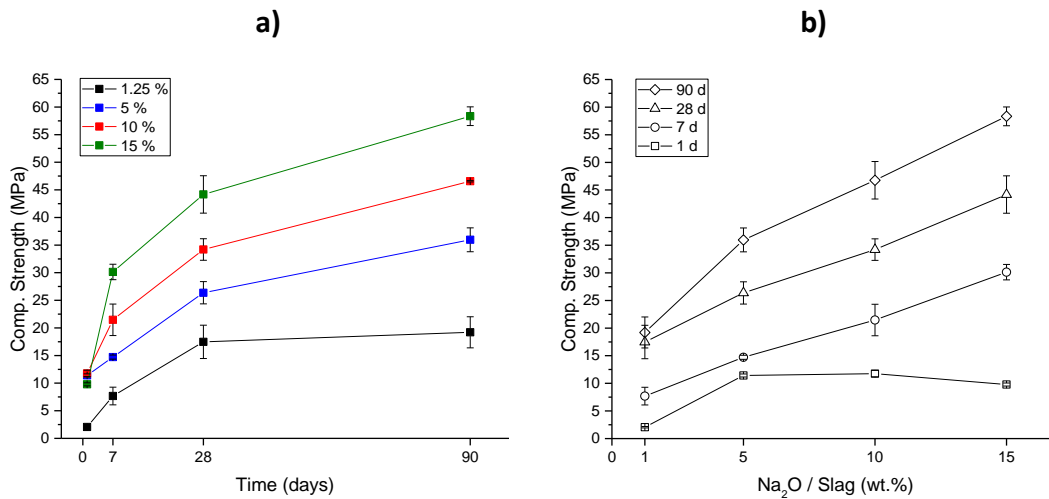 a)
65
60
55
50
45
40
35
30
25
20
15
10
5
0
Comp. Strength (MPa)
1.25 %
5 %
10 %
15 %
0 7 28 90
Time (days)
b)
65
60
55
50
45
40
35
30
25
20
15
10
5
0
Comp. Strength (MPa)
90 d
28 d
7 d
1 d
0 1 5 10 15
Na₂O / Slag (wt.%)